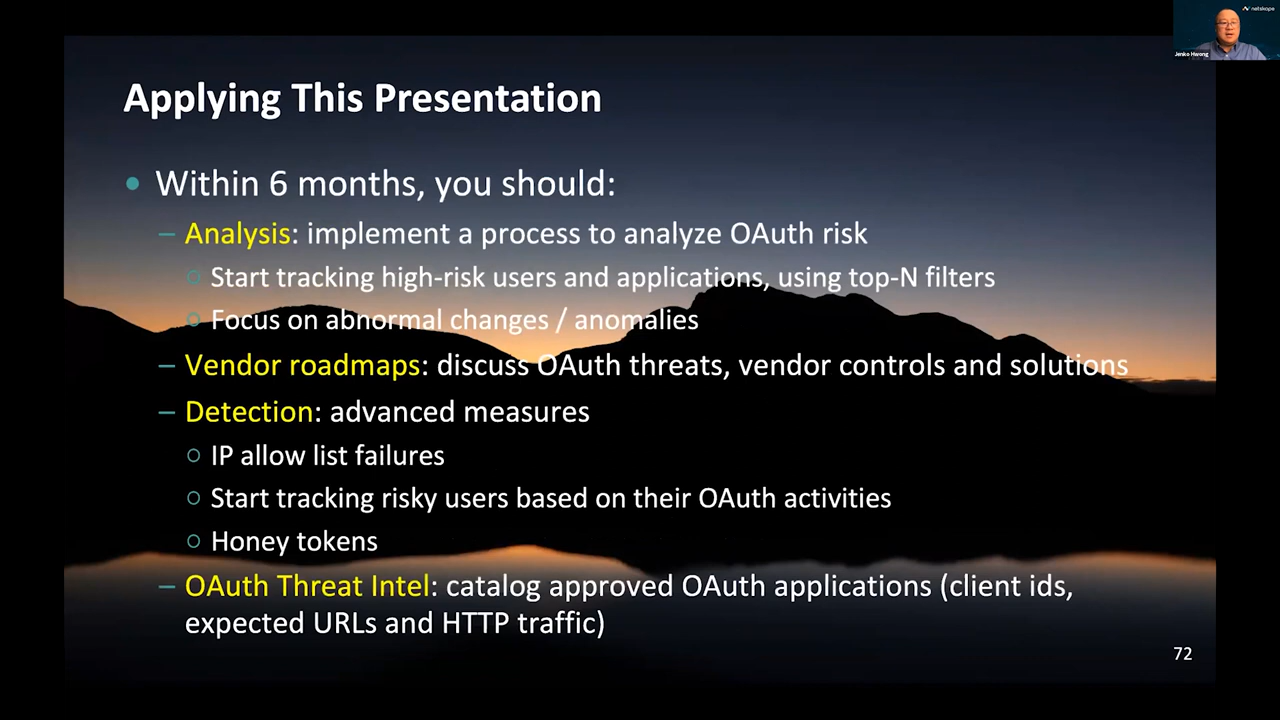 netskope
Jenko Hwong
Applying This Presentation
Within 6 months, you should:
– Analysis: implement a process to analyze OAuth risk
Start tracking high-risk users and applications, using top-N filters
Focus on abnormal changes / anomalies
– Vendor roadmaps: discuss OAuth threats, vendor controls and solutions
– Detection: advanced measures
IP allow list failures
Start tracking risky users based on their OAuth activities
Honey tokens
– OAuth Threat Intel: catalog approved OAuth applications (client ids,
expected URLs and HTTP traffic)
72